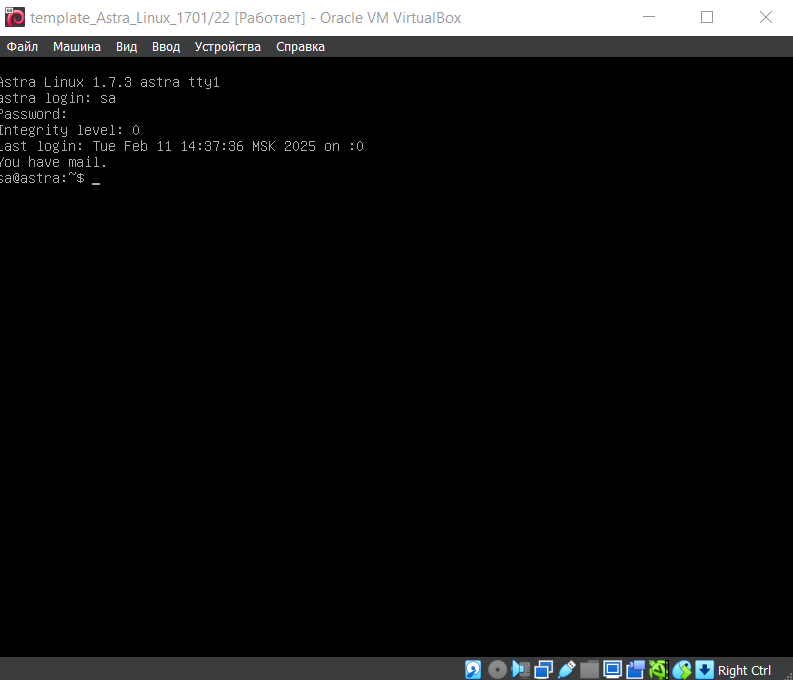 template_Astra_Linux_1701/22 [Работает] - Oracle VM VirtualBox
Файл Машина Вид Ввод Устройства Справка
Astra Linux 1.7.3 astra tty1
astra login: sa
Password:
Integrity level: 0
Last login: Tue Feb 11 14:37:36 MSK 2025 on :0
You have mail.
sa@astra:~$ _
Right Ctrl